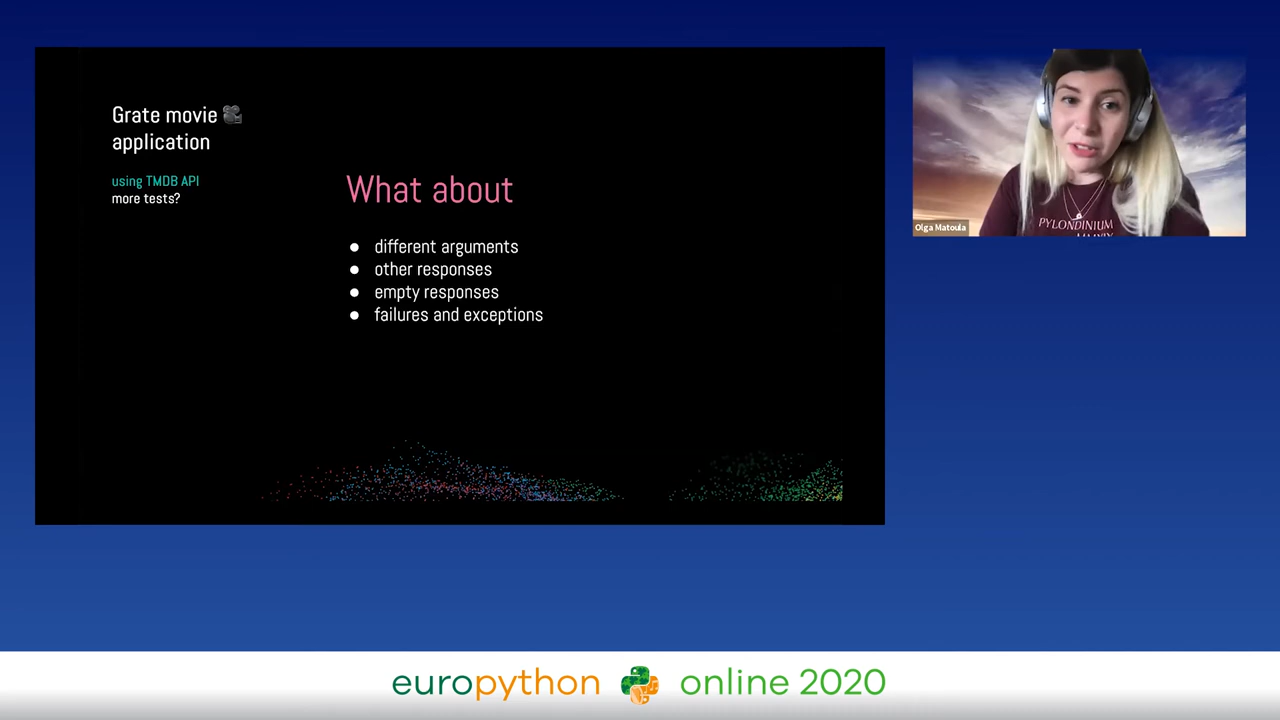 Grate movie
application
using TMDB API
more tests?
What about
different arguments
other responses
empty responses
failures and exceptions
PYLONDINIUM
MMXIX
Olga Matoula
europython online 2020